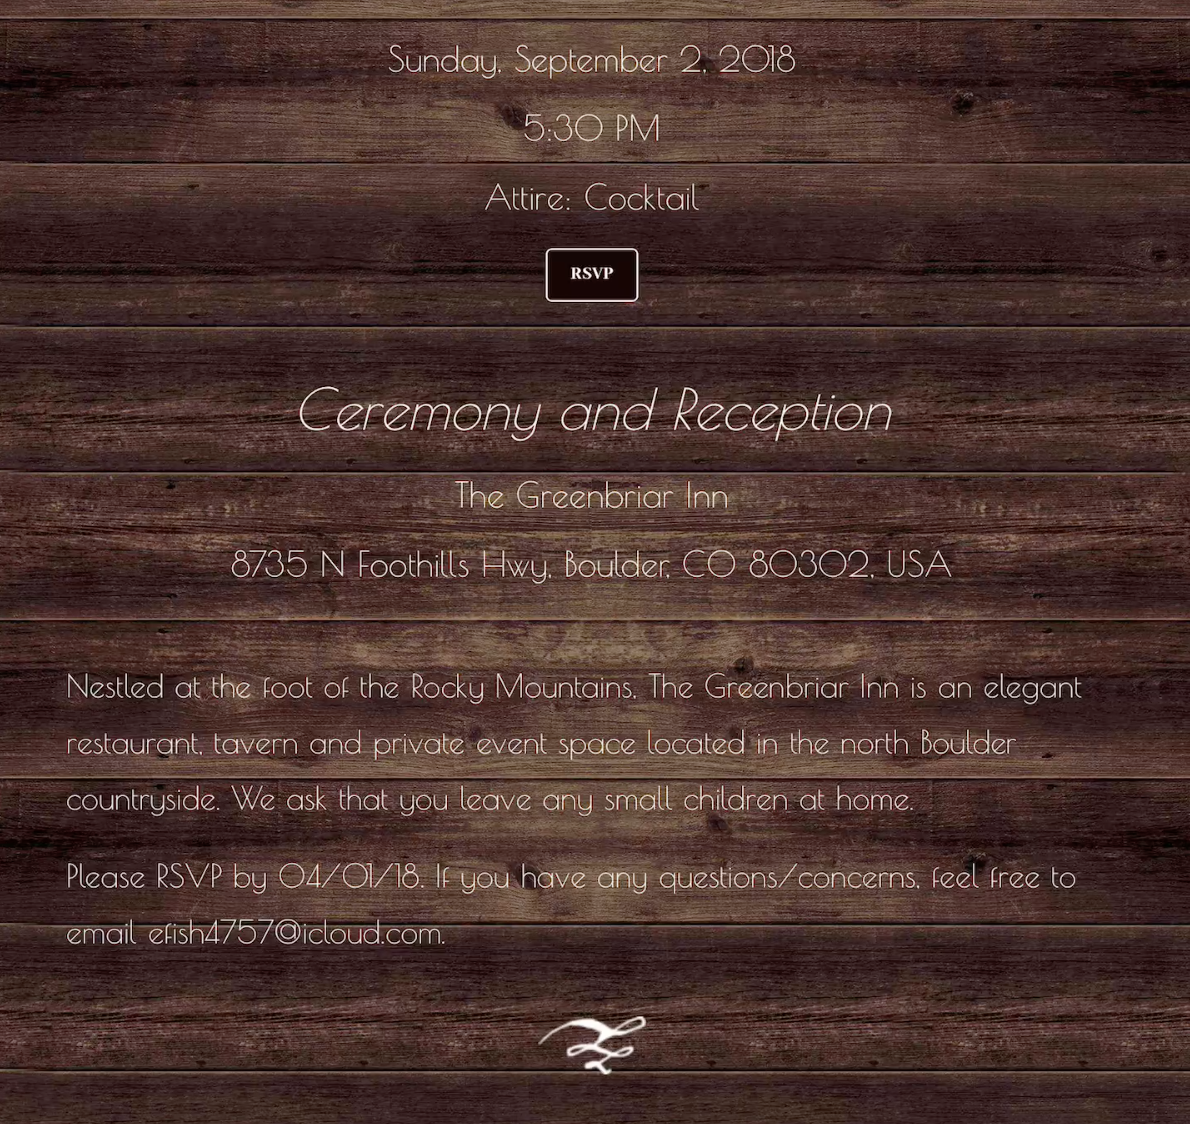 Sunday, September 2, 2018
5:30 PM
Attire: Cocktail
RSVP
Ceremony and Reception
The Greenbriar Inn
8735 N Foothills Hwy, Boulder, CO 80302, USA
Nestled at the foot of the Rocky Mountains, The Greenbriar Inn is an elegant
restaurant, tavern and private event space located in the north Boulder
countryside. We ask that you leave any small children at home.
Please RSVP by 04/01/18. If you have any questions/concerns, feel free to
email efish4757@icloud.com.